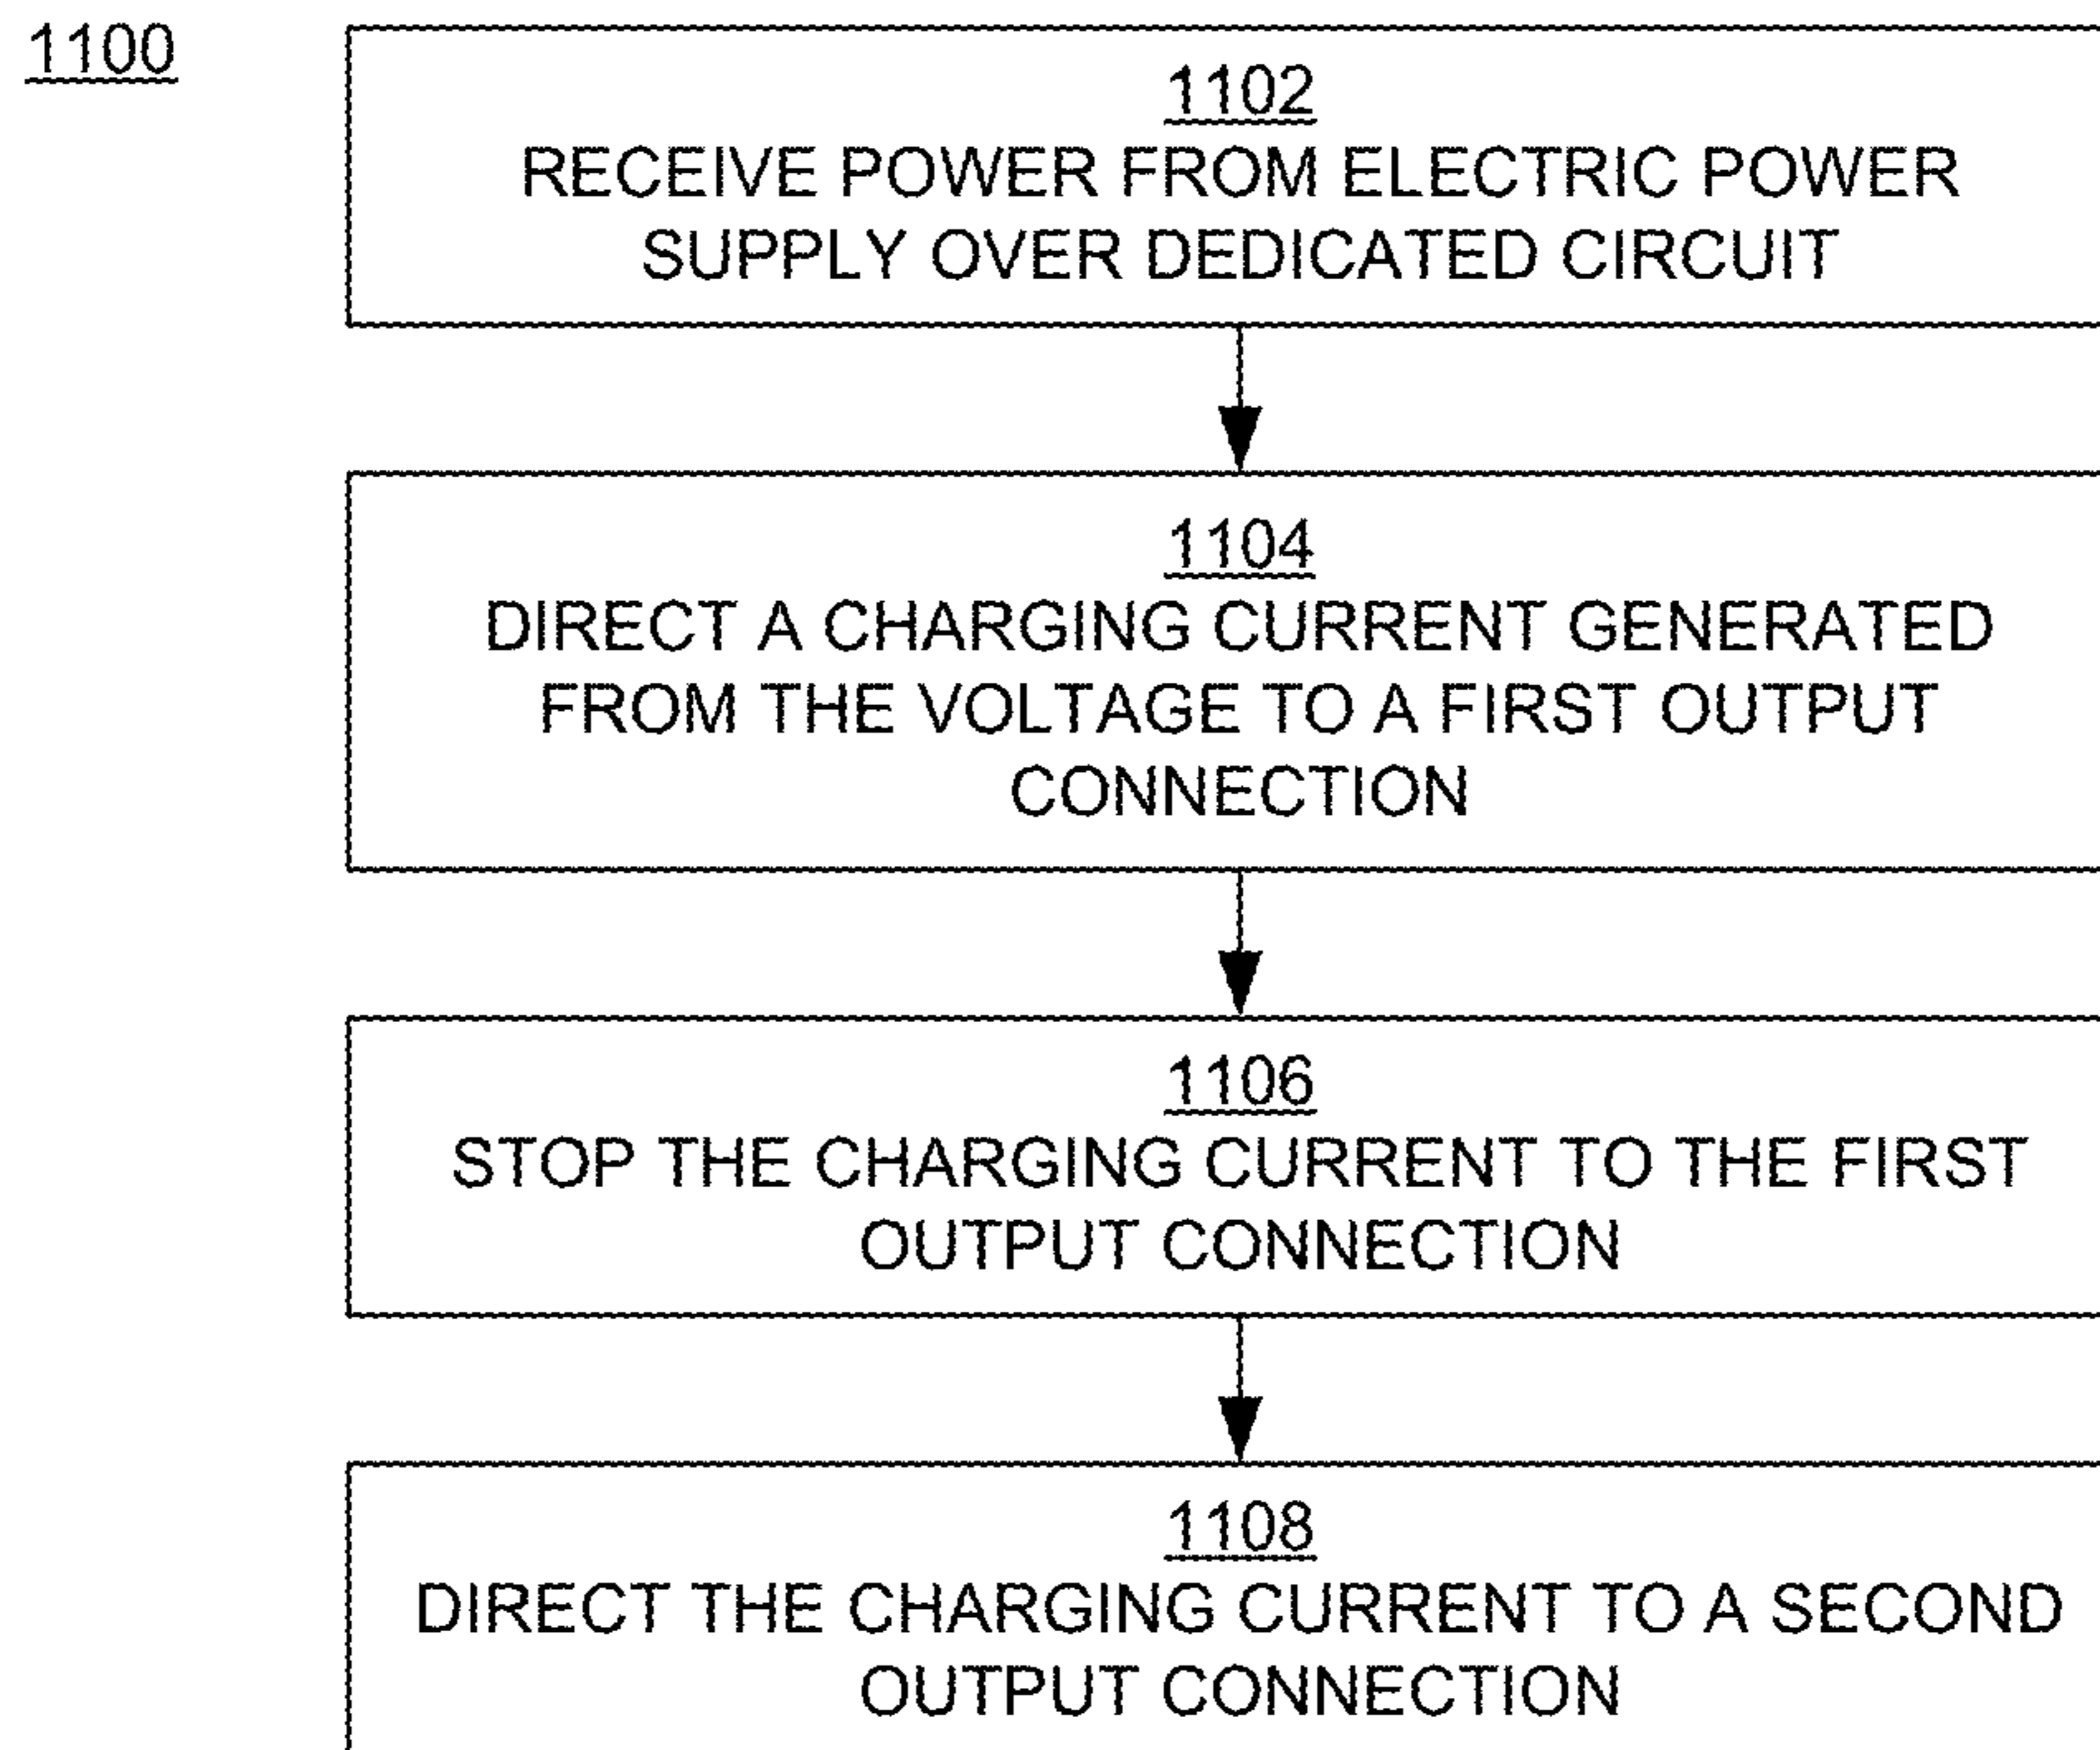 1100
1102
RECEIVE POWER FROM ELECTRIC POWER
SUPPLY OVER DEDICATED CIRCUIT
1104
DIRECT A CHARGING CURRENT GENERATED
FROM THE VOLTAGE TO A FIRST OUTPUT
CONNECTION
1106
STOP THE CHARGING CURRENT TO THE FIRST
OUTPUT CONNECTION
1108
DIRECT THE CHARGING CURRENT TO A SECOND
OUTPUT CONNECTION